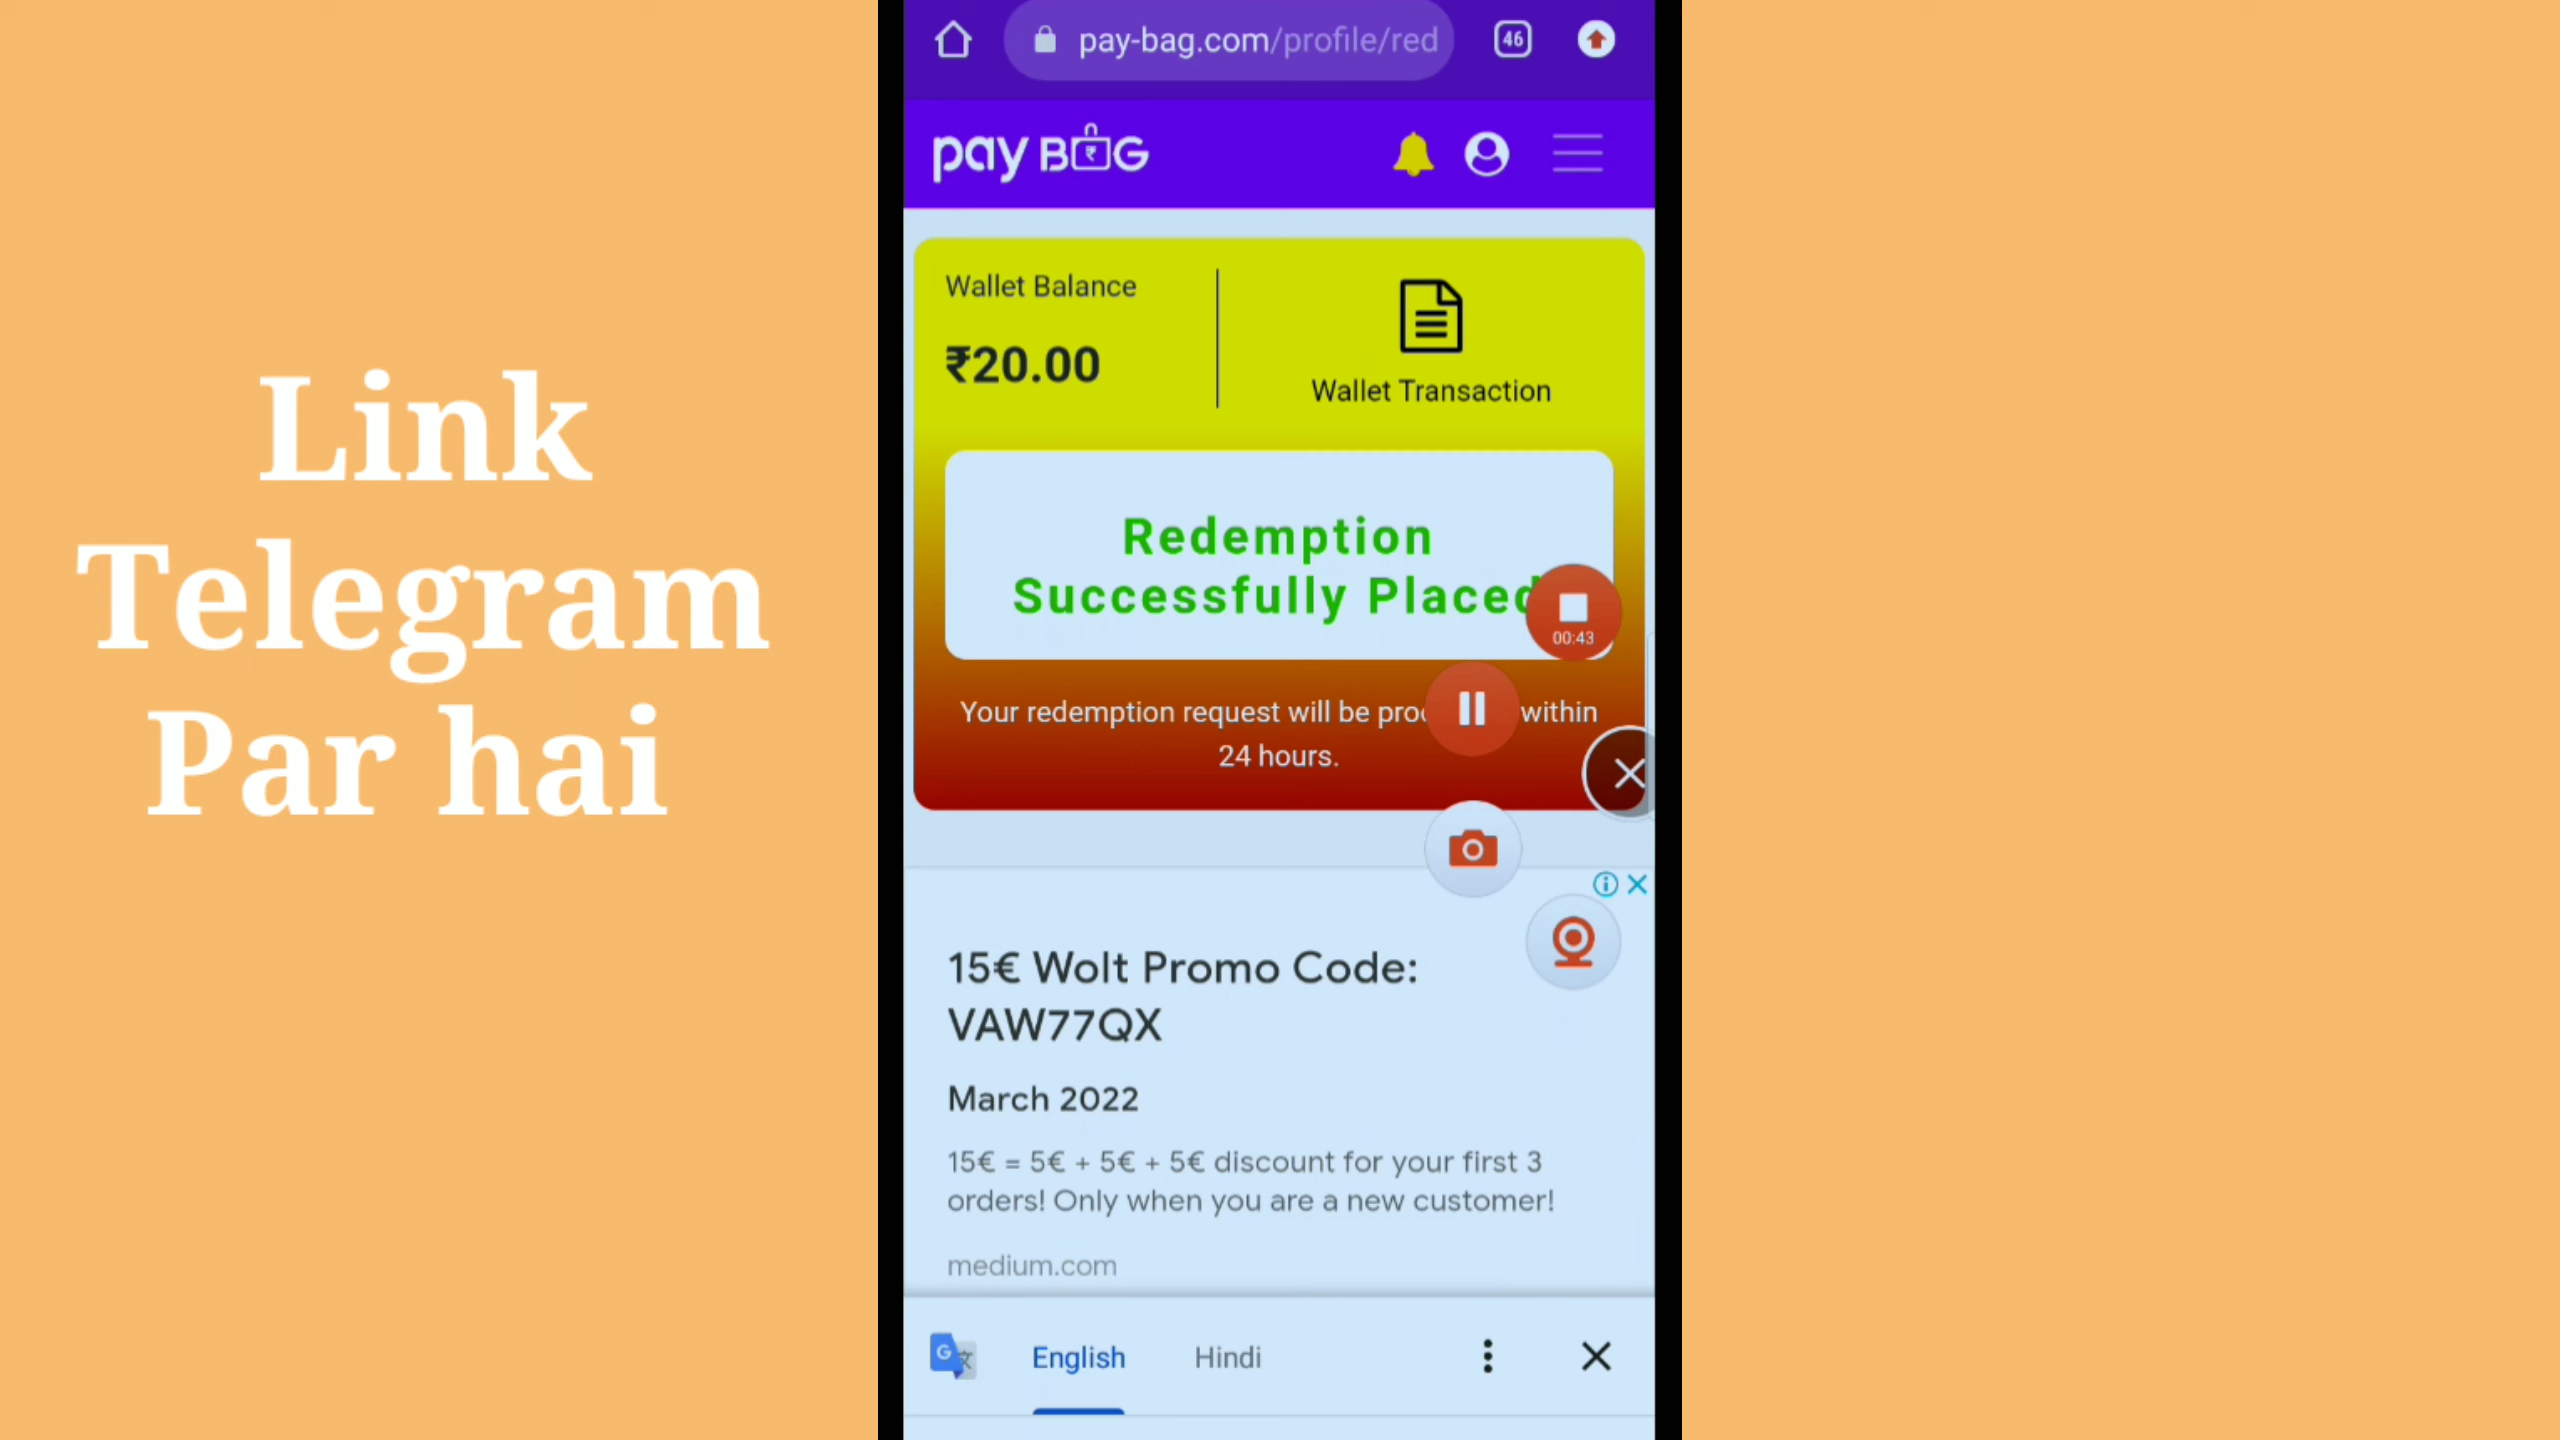 Link
Telegram
Par hai
pay-bag.com/profile/red
46
pay BAG
Wallet Balance
₹20.00
Wallet Transaction
Redemption
Successfully Placed
00:43
Your redemption request will be within
24 hours.
15€ Wolt Promo Code:
VAW77QX
March 2022
15€ = 5€ + 5€ + 5€ discount for your first 3
orders! Only when you are a new customer!
medium.com
English
Hindi